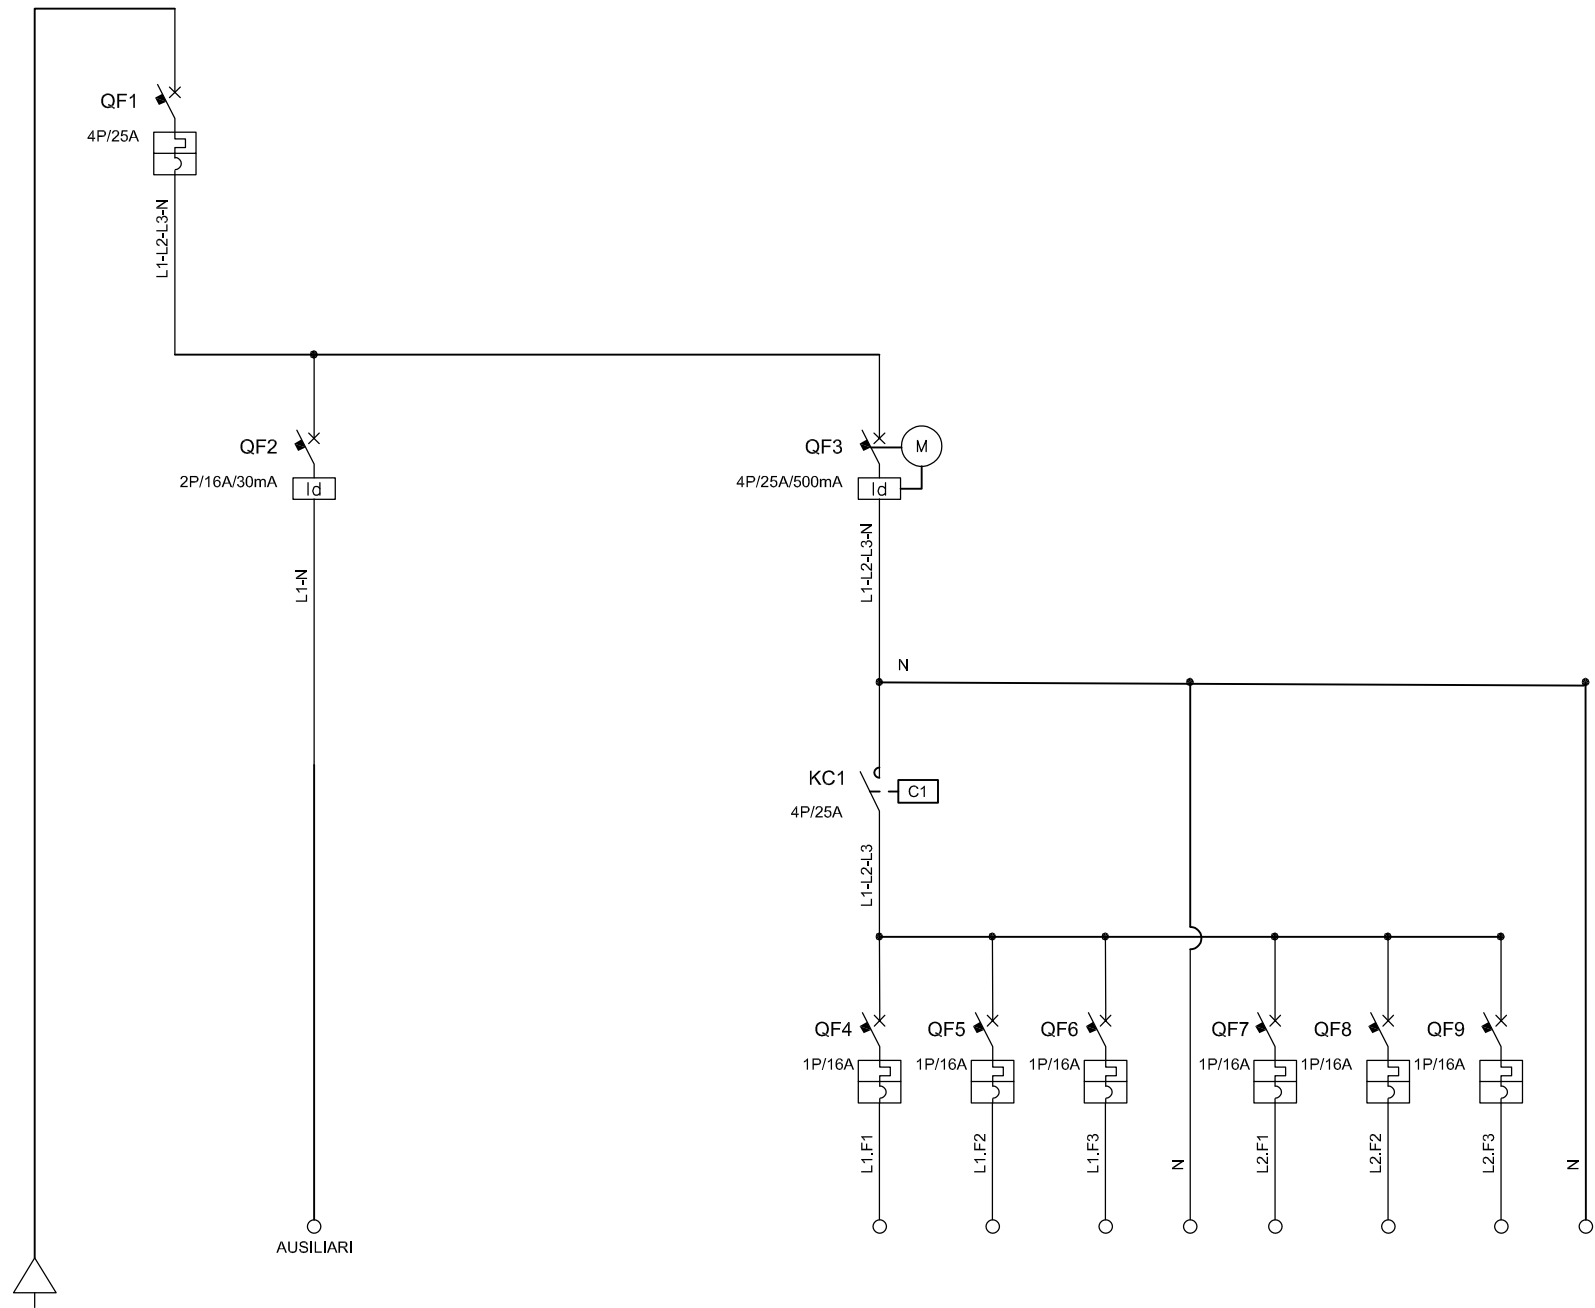 QF1
4P/25A
L1-L2-L3-N
QF2
2P/16A/30mA
Id
L1-N
AUSILIARI
QF3
M
4P/25A/500mA
Id
L1-L2-L3-N
N
KC1
C1
4P/25A
L1-L2-L3
QF4
1P/16A
L1.F1
QF5
1P/16A
L1.F2
QF6
1P/16A
L1.F3
N
QF7
1P/16A
L2.F1
QF8
1P/16A
L2.F2
QF9
1P/16A
L2.F3
N